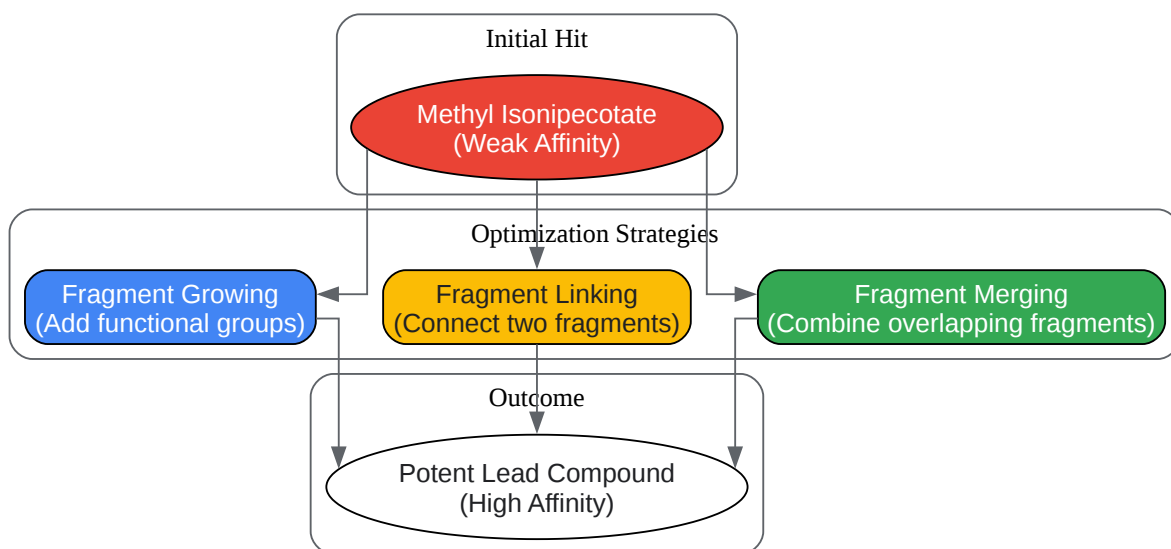 Initial Hit
Methyl Isonipecotate
(Weak Affinity)
Optimization Strategies
Fragment Growing
(Add functional groups)
Fragment Linking
(Connect two fragments)
Fragment Merging
(Combine overlapping fragments)
Outcome
Potent Lead Compound
(High Affinity)